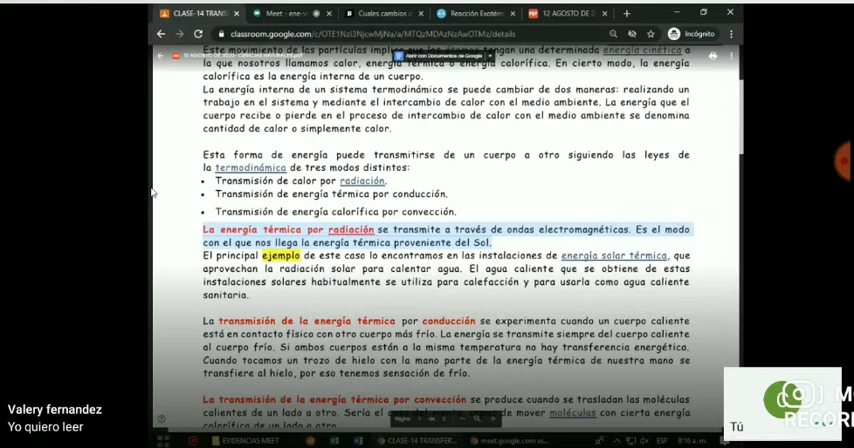 CLASE-14 TRANSF
Meet - ene-v
Cuales cambios d
Reacción Exotérm
12 AGOSTO DE 2
classroom.google.com/c/OTE1NzI3NjcwMjNa/a/MTQzMDAzNzAwOTMz/details
Incógnito
Abrir con Documentos de Google
Este movimiento de las partículas implica que los átomos tengan una determinada energía cinética a
la que nosotros llamamos calor, energía térmica o energía calorífica. En cierto modo, la energía
calorífica es la energía interna de un cuerpo.
La energía interna de un sistema termodinámico se puede cambiar de dos maneras: realizando un
trabajo en el sistema y mediante el intercambio de calor con el medio ambiente. La energía que el
cuerpo recibe o pierde en el proceso de intercambio de calor con el medio ambiente se denomina
cantidad de calor o simplemente calor.
Esta forma de energía puede transmitirse de un cuerpo a otro siguiendo las leyes de
la termodinámica de tres modos distintos:
• Transmisión de calor por radiación.
• Transmisión de energía térmica por conducción.
• Transmisión de energía calorífica por convección.
La energía térmica por radiación se transmite a través de ondas electromagnéticas. Es el modo
con el que nos llega la energía térmica proveniente del Sol.
El principal ejemplo de este caso lo encontramos en las instalaciones de energía solar térmica, que
aprovechan la radiación solar para calentar agua. El agua caliente que se obtiene de estas
instalaciones solares habitualmente se utiliza para calefacción y para usarla como agua caliente
sanitaria.
La transmisión de la energía térmica por conducción se experimenta cuando un cuerpo caliente
está en contacto físico con otro cuerpo más frío. La energía se transmite siempre del cuerpo caliente
al cuerpo frío. Si ambos cuerpos están a la misma temperatura no hay transferencia energética.
Cuando tocamos un trozo de hielo con la mano parte de la energía térmica de nuestra mano se
transfiere al hielo, por eso tenemos sensación de frío.
La transmisión de la energía térmica por convección se produce cuando se trasladan las moléculas
calientes de un lado a otro. Sería el de mover moléculas con cierta energía
Página
EVIDENCIAS MEET
CLASE-14 TRANSFER...
meet.google.com es...
ESP
8:16 a. m.
Valery fernandez
Yo quiero leer
Tú
RECOR